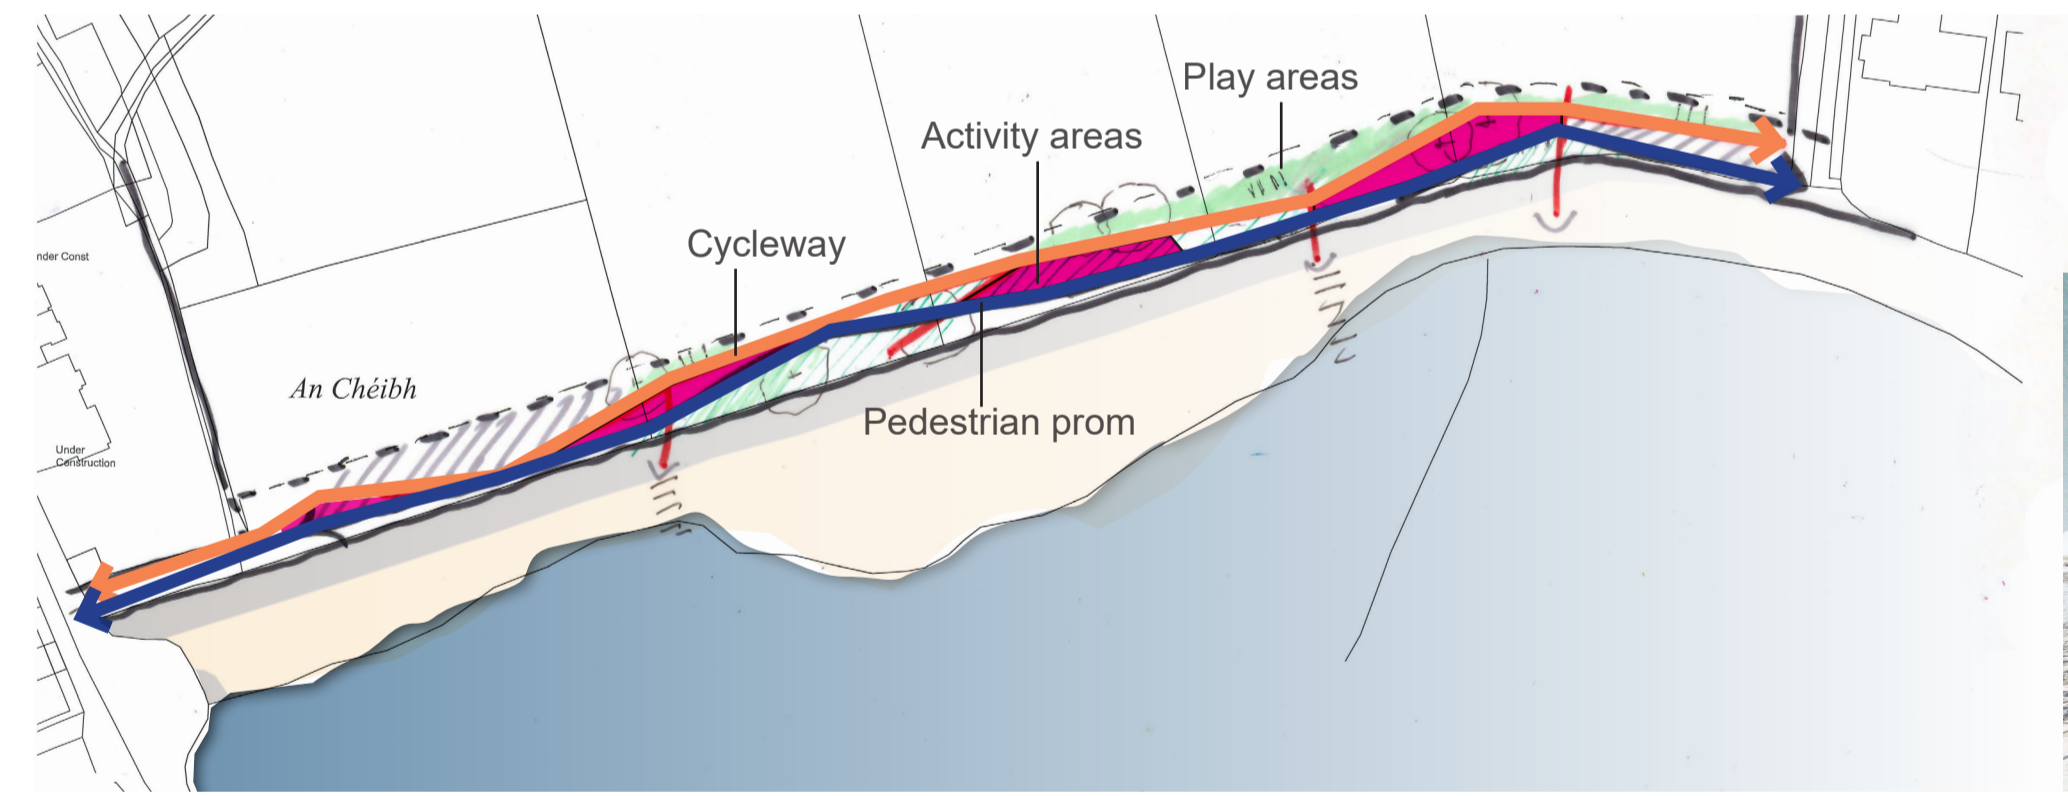 Play areas
Activity areas
Cycleway
nder Const
An Chéibh
Pedestrian prom
Under
Construction